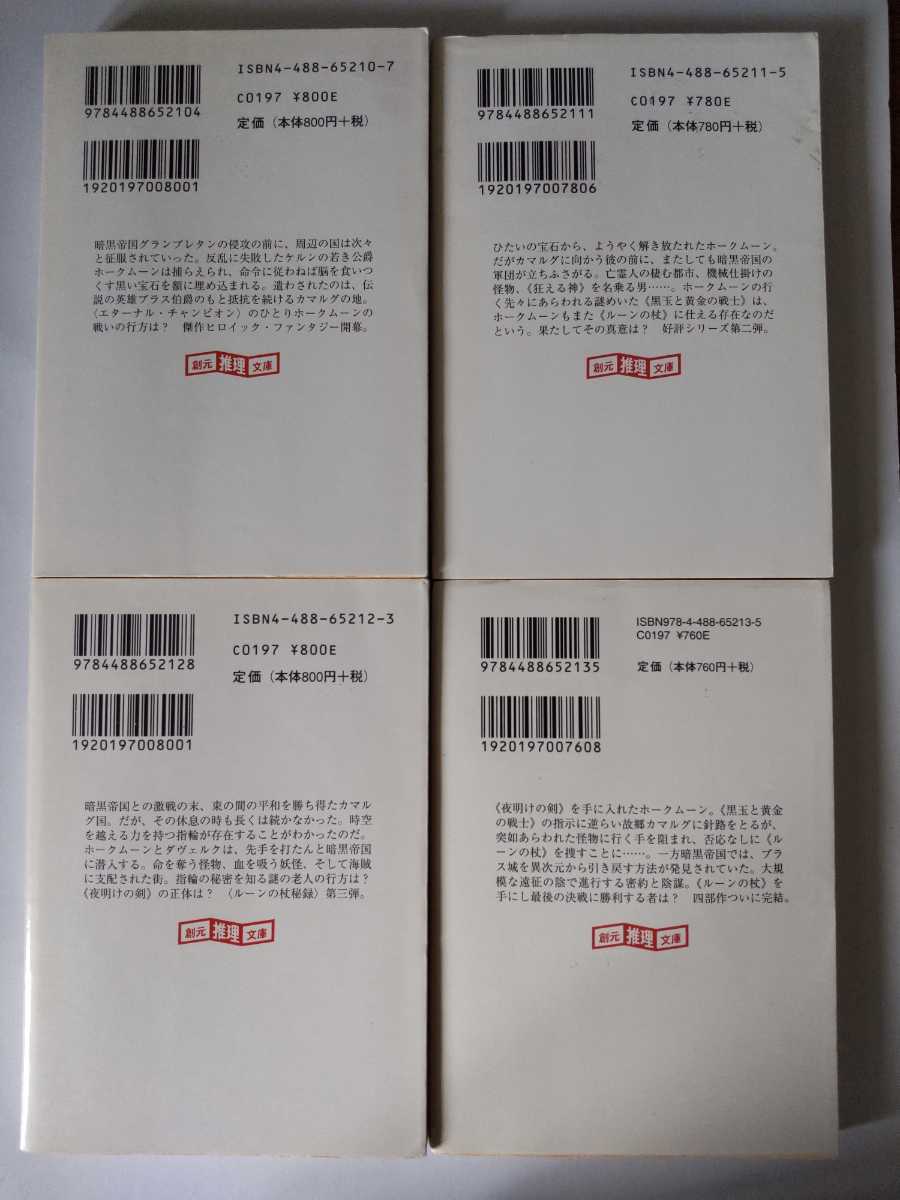 ISBN4-488-65210-7
9784488652104
C0197 ¥800E
定価(本体800円+税)
1920197008001
暗黒帝国グランブレタンの侵攻の前に、周辺の国は次々
と征服されていった。反乱に失敗したケルンの若き公爵
ホークムーンは捕らえられ、命令に従わねば脳を食いつ
くす黒い宝石を額に埋め込まれる。遣わされたのは、伝
説の英雄ブラス伯爵のもと抵抗を続けるカマルグの地。
〈エターナル・チャンピオン〉のひとりホークムーンの
戦いの行方は? 傑作ヒロイック・ファンタジー開幕。
創元 推理 文庫
ISBN4-488-65211-5
9784488652111
C0197 ¥780E
定価(本体780円+税)
1920197007806
ひたいの宝石から、ようやく解き放たれたホークムーン。
だがカマルグに向かう彼の前に、またしても暗黒帝国の
軍団が立ちふさがる。亡霊人の棲む都市、機械仕掛けの
怪物、《狂える神》を名乗る男……。ホークムーンの行
く先々にあらわれる謎めいた《黒玉と黄金の戦士》は、
ホークムーンもまた《ルーンの杖》に仕える存在なのだ
という。果たしてその真意は? 好評シリーズ第二弾。
創元 推理 文庫
ISBN4-488-65212-3
9784488652128
C0197 ¥800E
定価(本体800円+税)
1920197008001
暗黒帝国との激戦の末、束の間の平和を勝ち得たカマル
グ国。だが、その休息の時も長くは続かなかった。時空
を越える力を持つ指輪が存在することがわかったのだ。
ホークムーンとダヴェルクは、先手を打たんと暗黒帝国
に潜入する。命を奪う怪物、血を吸う妖怪、そして海賊
に支配された街。指輪の秘密を知る謎の老人の行方は?
《夜明けの剣》の正体は? 〈ルーンの杖秘録〉第三弾。
創元 推理 文庫
ISBN978-4-488-65213-5
C0197 ¥760E
9784488652135
定価(本体760円+税)
1920197007608
《夜明けの剣》を手に入れたホークムーン。《黒玉と黄金
の戦士》の指示に逆らい故郷カマルグに針路をとるが、
突如あらわれた怪物に行く手を阻まれ、否応なしに《ル
ーンの杖》を捜すことに……。一方暗黒帝国では、ブラ
ス城を異次元から引き戻す方法が発見されていた。大規
模な遠征の陰で進行する密約と陰謀。《ルーンの杖》を
手にし最後の決戦に勝利する者は? 四部作ついに完結。
創元 推理 文庫